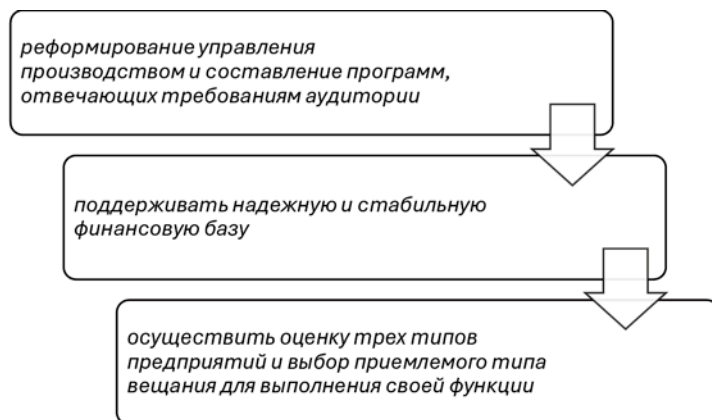 реформирование управления
производством и составление программ,
отвечающих требованиям аудитории
поддерживать надежную и стабильную
финансовую базу
осуществить оценку трех типов
предприятий и выбор приемлемого типа
вещания для выполнения своей функции